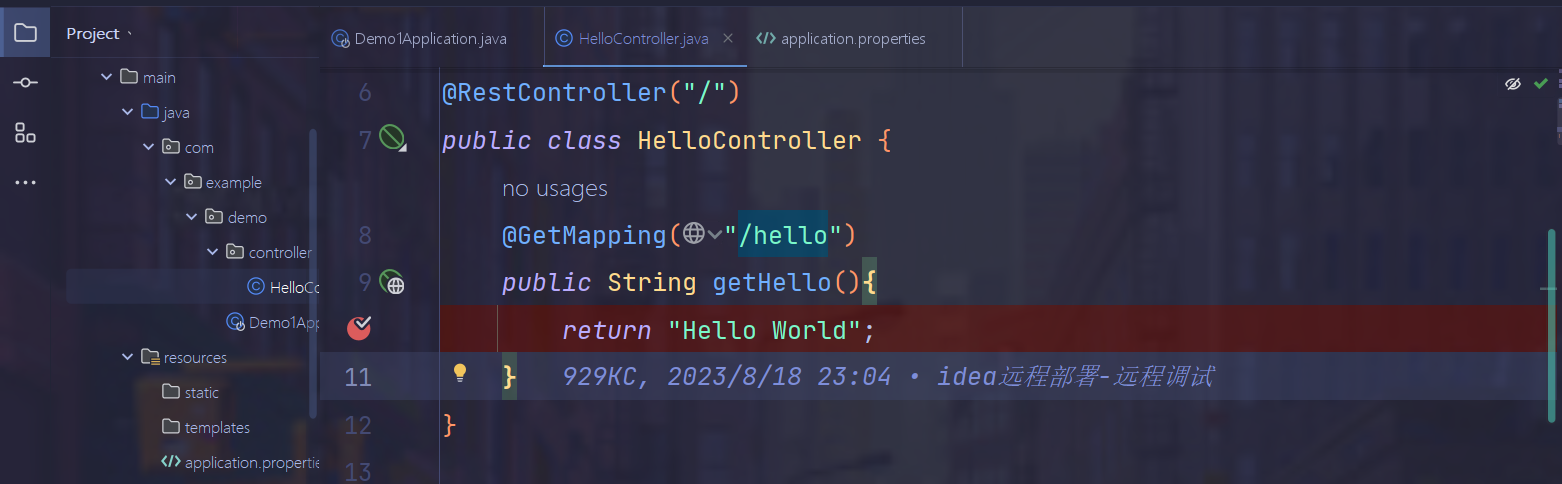 Project
Demo1Application.java
HelloController.java
application.properties
main
java
com
example
demo
controller
HelloCo
Demo1App
resources
static
templates
application.propertie
6 @RestController("/")
7 public class HelloController {
no usages
8 @GetMapping("/hello")
9 public String getHello(){
return "Hello World";
11 } 929KC, 2023/8/18 23:04 • idea远程部署-远程调试
12 }
13